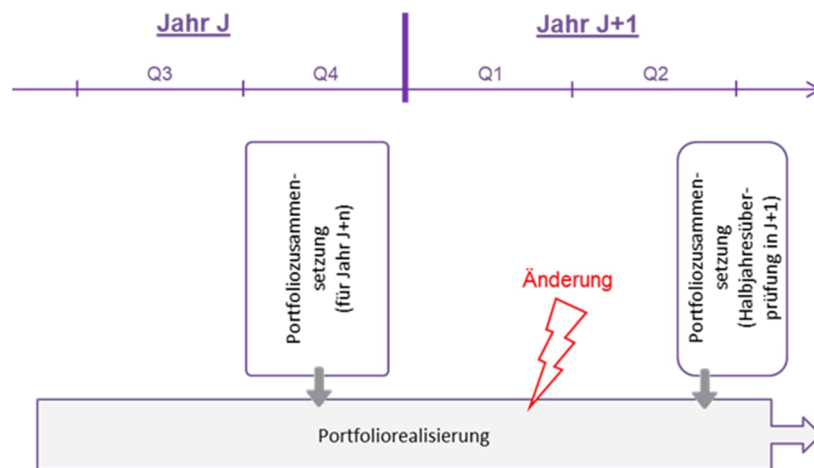 Jahr J
Jahr J+1
Q3
Q4
Q1
Q2
Portfoliozusammen-
setzung
(für Jahr J+n)
Änderung
Portfoliozusammen-
setzung
(Halbjahresüber-
prüfung in J+1)
Portfoliorealisierung